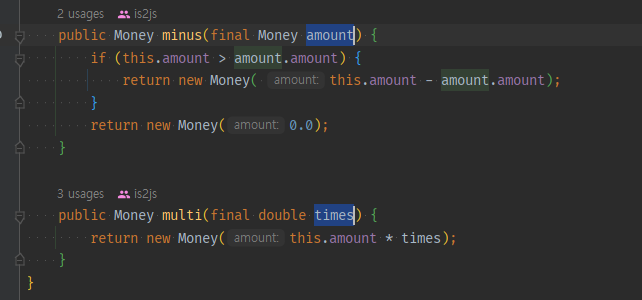 2 usages is2js
public Money minus(final Money amount) {
if (this.amount > amount.amount) {
return new Money( amount: this.amount - amount.amount);
}
return new Money( amount: 0.0);
}
3 usages is2js
public Money multi(final double times) {
return new Money( amount: this.amount * times);
}
}